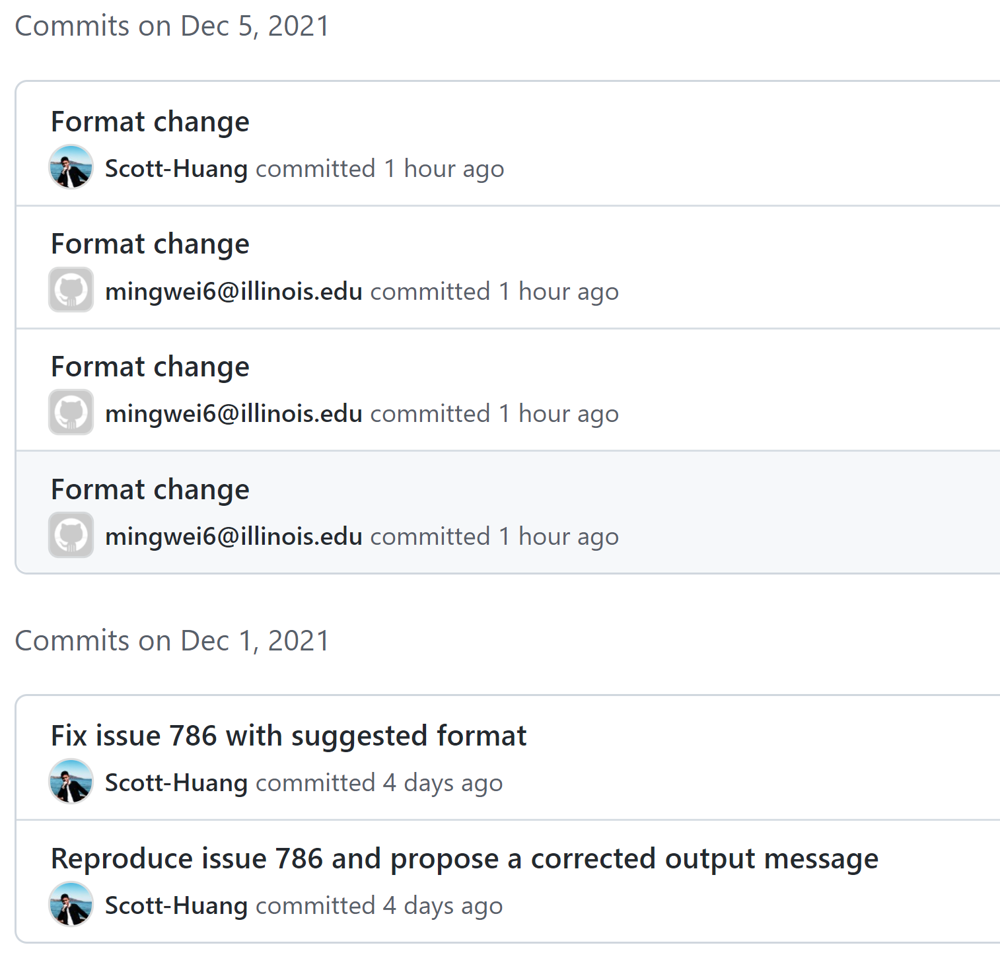 Commits on Dec 5, 2021
Format change
Scott-Huang committed 1 hour ago
Format change
mingwei6@illinois.edu committed 1 hour ago
Format change
mingwei6@illinois.edu committed 1 hour ago
Format change
mingwei6@illinois.edu committed 1 hour ago
Commits on Dec 1, 2021
Fix issue 786 with suggested format
Scott-Huang committed 4 days ago
Reproduce issue 786 and propose a corrected output message
Scott-Huang committed 4 days ago